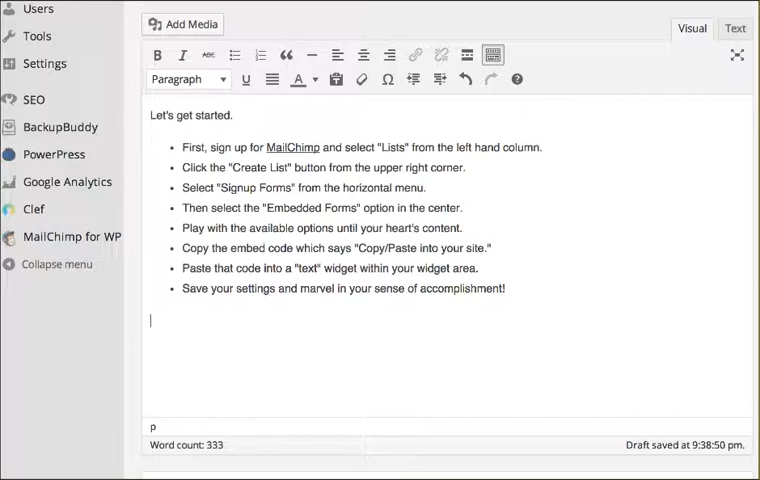 Users
Tools
Settings
SEO
BackupBuddy
PowerPress
Google Analytics
Clef
MailChimp for WP
Collapse menu
Add Media
Visual
Text
B
I
ABC
Paragraph
U
A
Ω
Let's get started.
• First, sign up for MailChimp and select "Lists" from the left hand column.
• Click the "Create List" button from the upper right corner.
• Select "Signup Forms" from the horizontal menu.
• Then select the "Embedded Forms" option in the center.
• Play with the available options until your heart's content.
• Copy the embed code which says "Copy/Paste into your site."
• Paste that code into a "text" widget within your widget area.
• Save your settings and marvel in your sense of accomplishment!
p
Word count: 333
Draft saved at 9:38:50 pm.